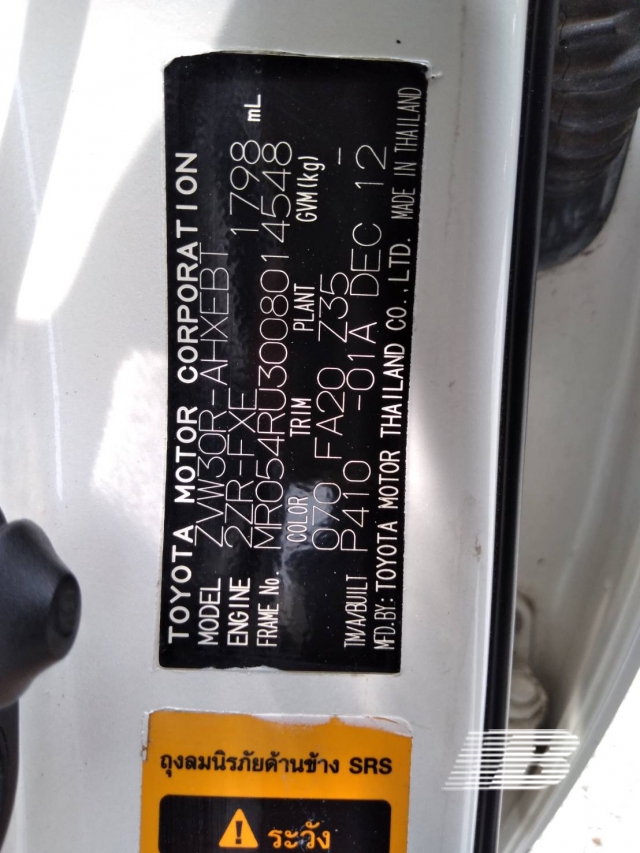 TOYOTA MOTOR CORPORATION
MODEL ZVW30R-AHXEBT
ENGINE 2ZR-FXE 1798 mL
FRAME No. MR054RU3008014548
COLOR TRIM PLANT GVM(kg)
070 FA20 Z35 -
TM/A/BUILT P410 -01A DEC 12
MFD.BY: TOYOTA MOTOR THAILAND CO.,LTD. MADE IN THAILAND
ถุงลมนิรภัยด้านข้าง SRS
ระวัง